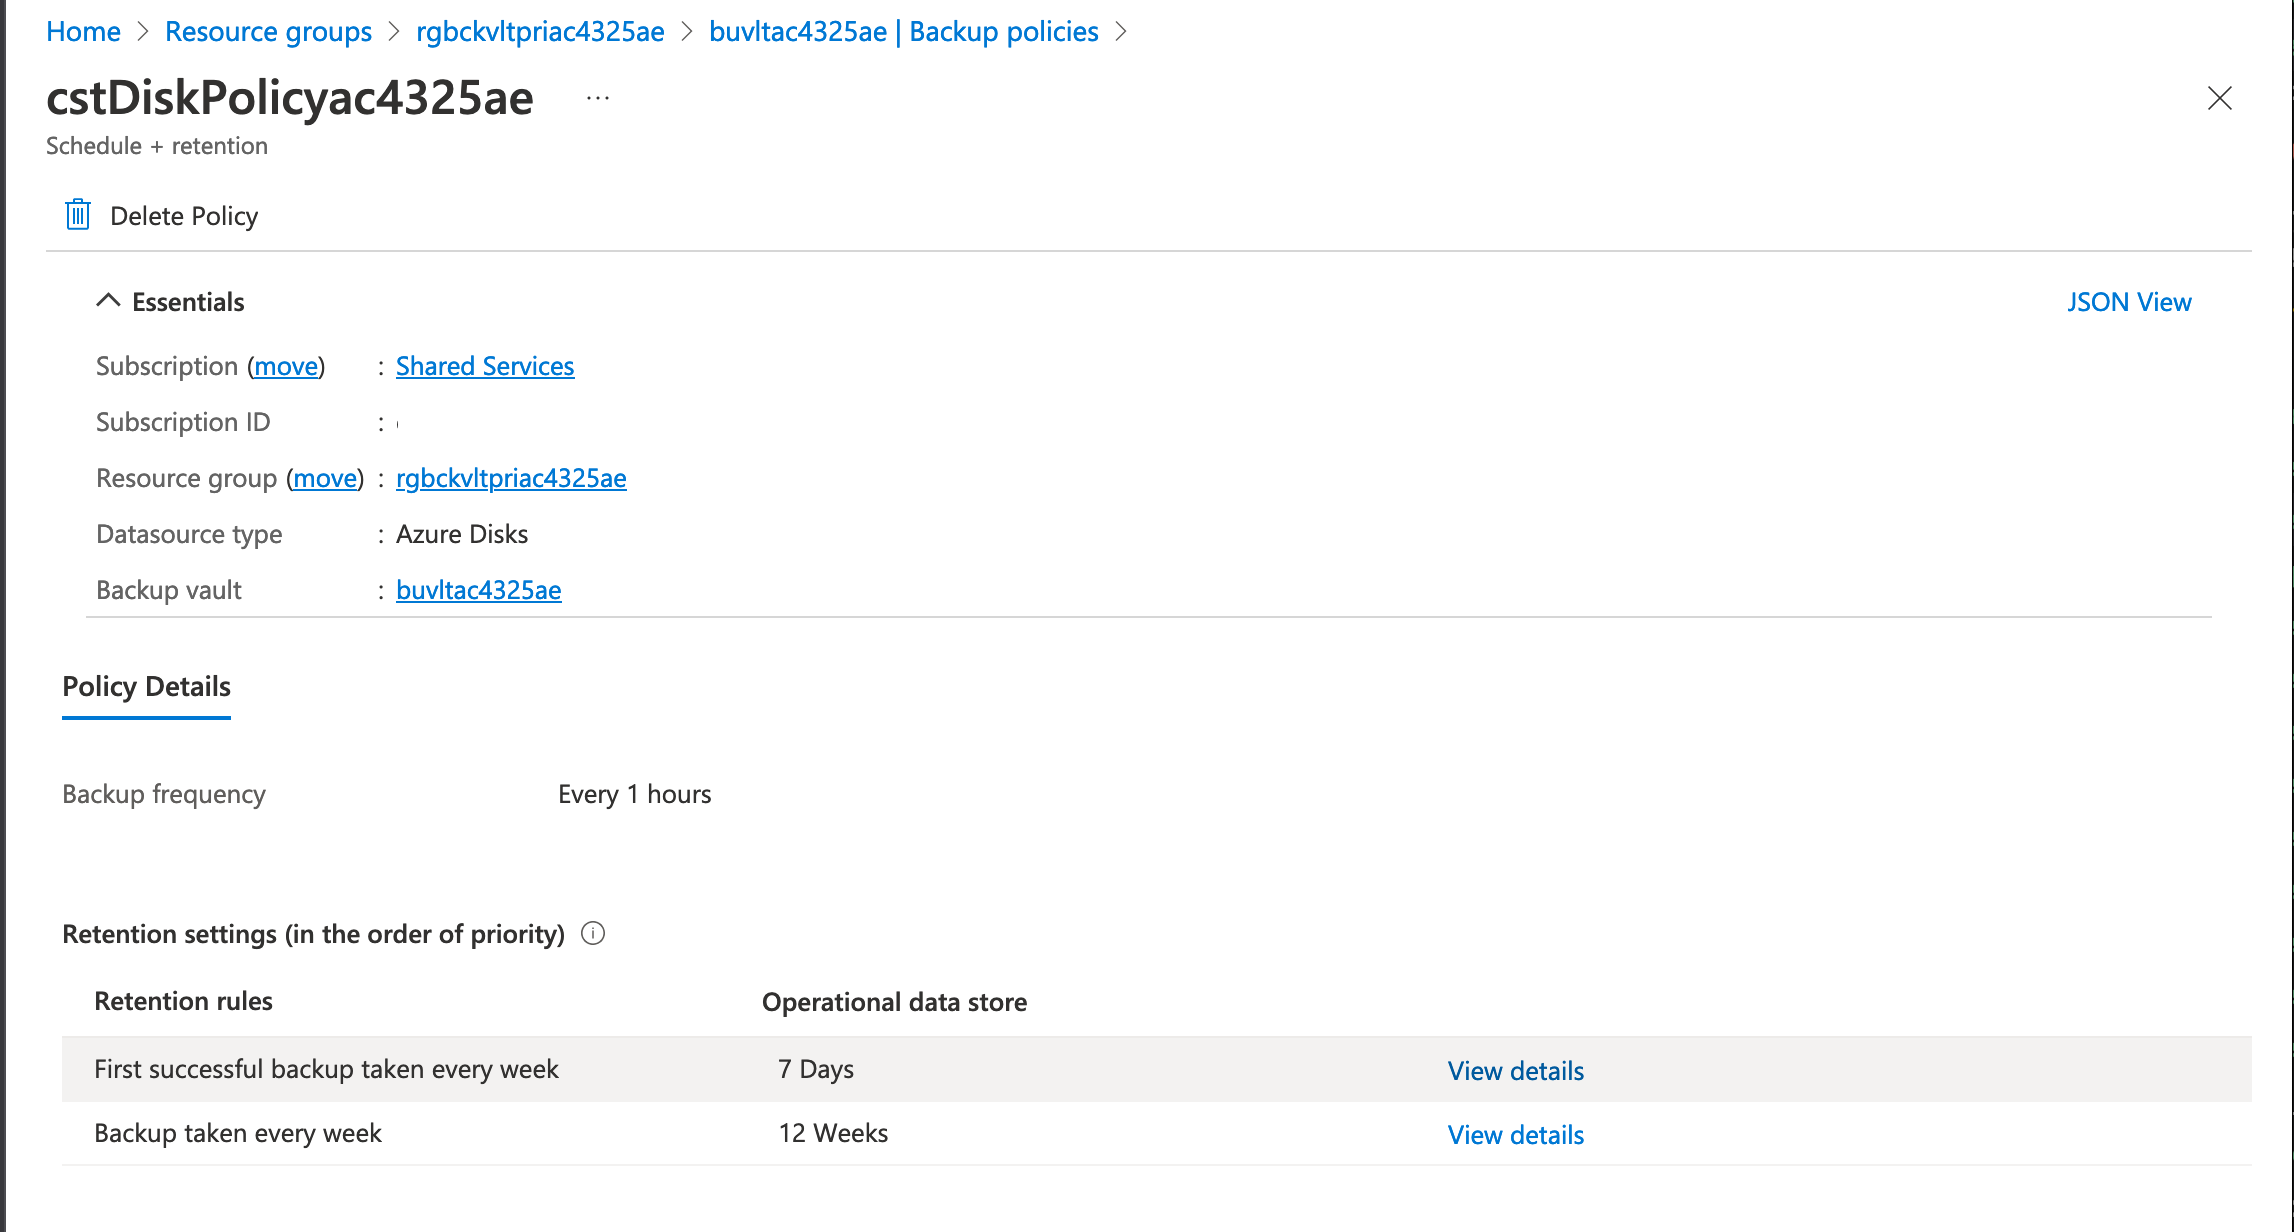 Home > Resource groups > rgbckvltpriac4325ae > buvltac4325ae | Backup policies >
cstDiskPolicyac4325ae ...
Schedule + retention
Delete Policy
Essentials
JSON View
Subscription (move) : Shared Services
Subscription ID :
Resource group (move) : rgbckvltpriac4325ae
Datasource type : Azure Disks
Backup vault : buvltac4325ae
Policy Details
Backup frequency Every 1 hours
Retention settings (in the order of priority)
Retention rules Operational data store
First successful backup taken every week 7 Days View details
Backup taken every week 12 Weeks View details